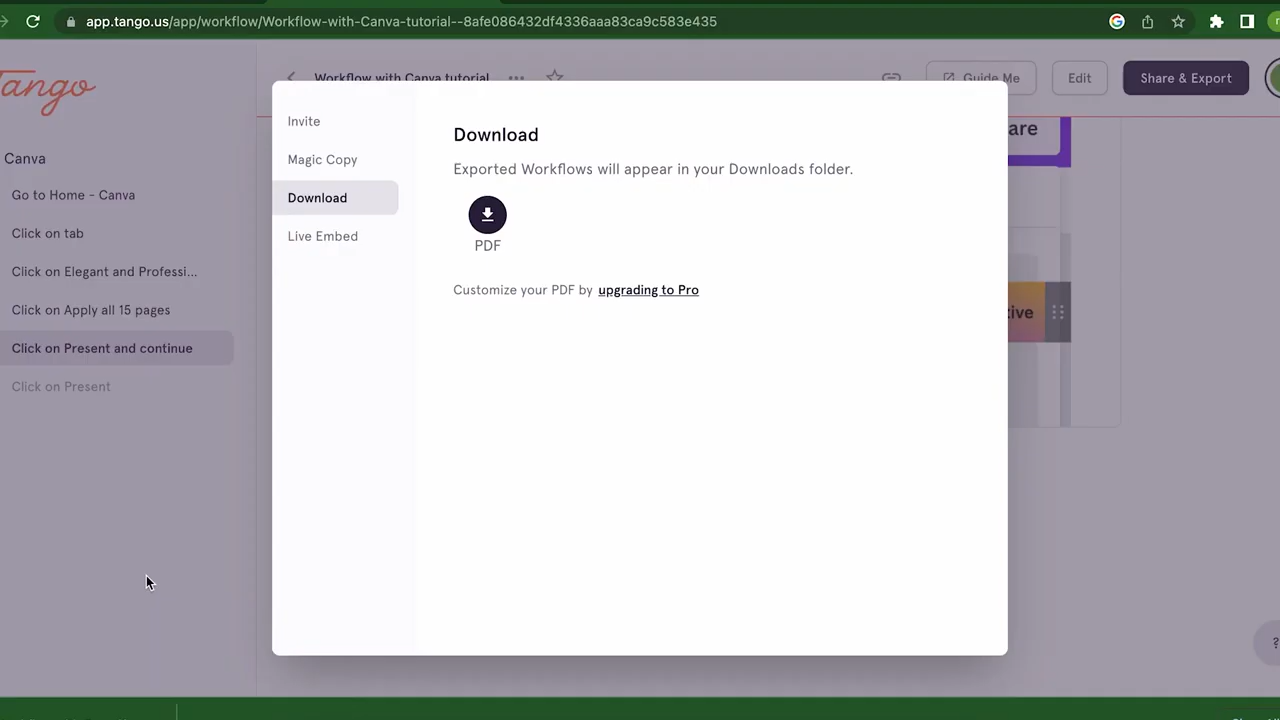 app.tango.us/app/workflow/Workflow-with-Canva-tutorial--8afe086432df4336aaa83ca9c583e435
Tango
Workflow with Canva tutorial
Guide Me
Edit
Share & Export
Canva
Go to Home - Canva
Click on tab
Click on Elegant and Professi...
Click on Apply all 15 pages
Click on Present and continue
Click on Present
Invite
Magic Copy
Download
Live Embed
Download
Exported Workflows will appear in your Downloads folder.
PDF
Customize your PDF by upgrading to Pro
are
tive
?